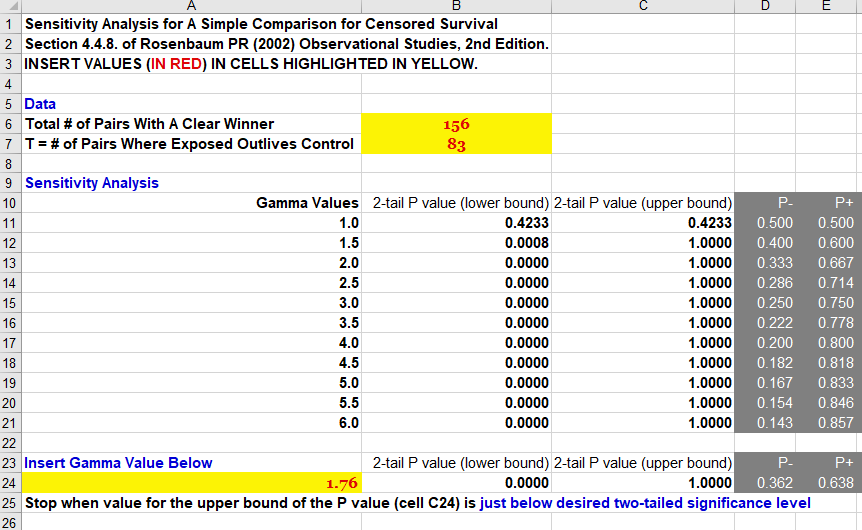 A B C D E
1 Sensitivity Analysis for A Simple Comparison for Censored Survival
2 Section 4.4.8. of Rosenbaum PR (2002) Observational Studies, 2nd Edition.
3 INSERT VALUES (IN RED) IN CELLS HIGHLIGHTED IN YELLOW.
4
5 Data
6 Total # of Pairs With A Clear Winner 156
7 T = # of Pairs Where Exposed Outlives Control 83
8
9 Sensitivity Analysis
10 Gamma Values 2-tail P value (lower bound) 2-tail P value (upper bound) P- P+
11 1.0 0.4233 0.4233 0.500 0.500
12 1.5 0.0008 1.0000 0.400 0.600
13 2.0 0.0000 1.0000 0.333 0.667
14 2.5 0.0000 1.0000 0.286 0.714
15 3.0 0.0000 1.0000 0.250 0.750
16 3.5 0.0000 1.0000 0.222 0.778
17 4.0 0.0000 1.0000 0.200 0.800
18 4.5 0.0000 1.0000 0.182 0.818
19 5.0 0.0000 1.0000 0.167 0.833
20 5.5 0.0000 1.0000 0.154 0.846
21 6.0 0.0000 1.0000 0.143 0.857
22
23 Insert Gamma Value Below 2-tail P value (lower bound) 2-tail P value (upper bound) P- P+
24 1.76 0.0000 1.0000 0.362 0.638
25 Stop when value for the upper bound of the P value (cell C24) is just below desired two-tailed significance level
26